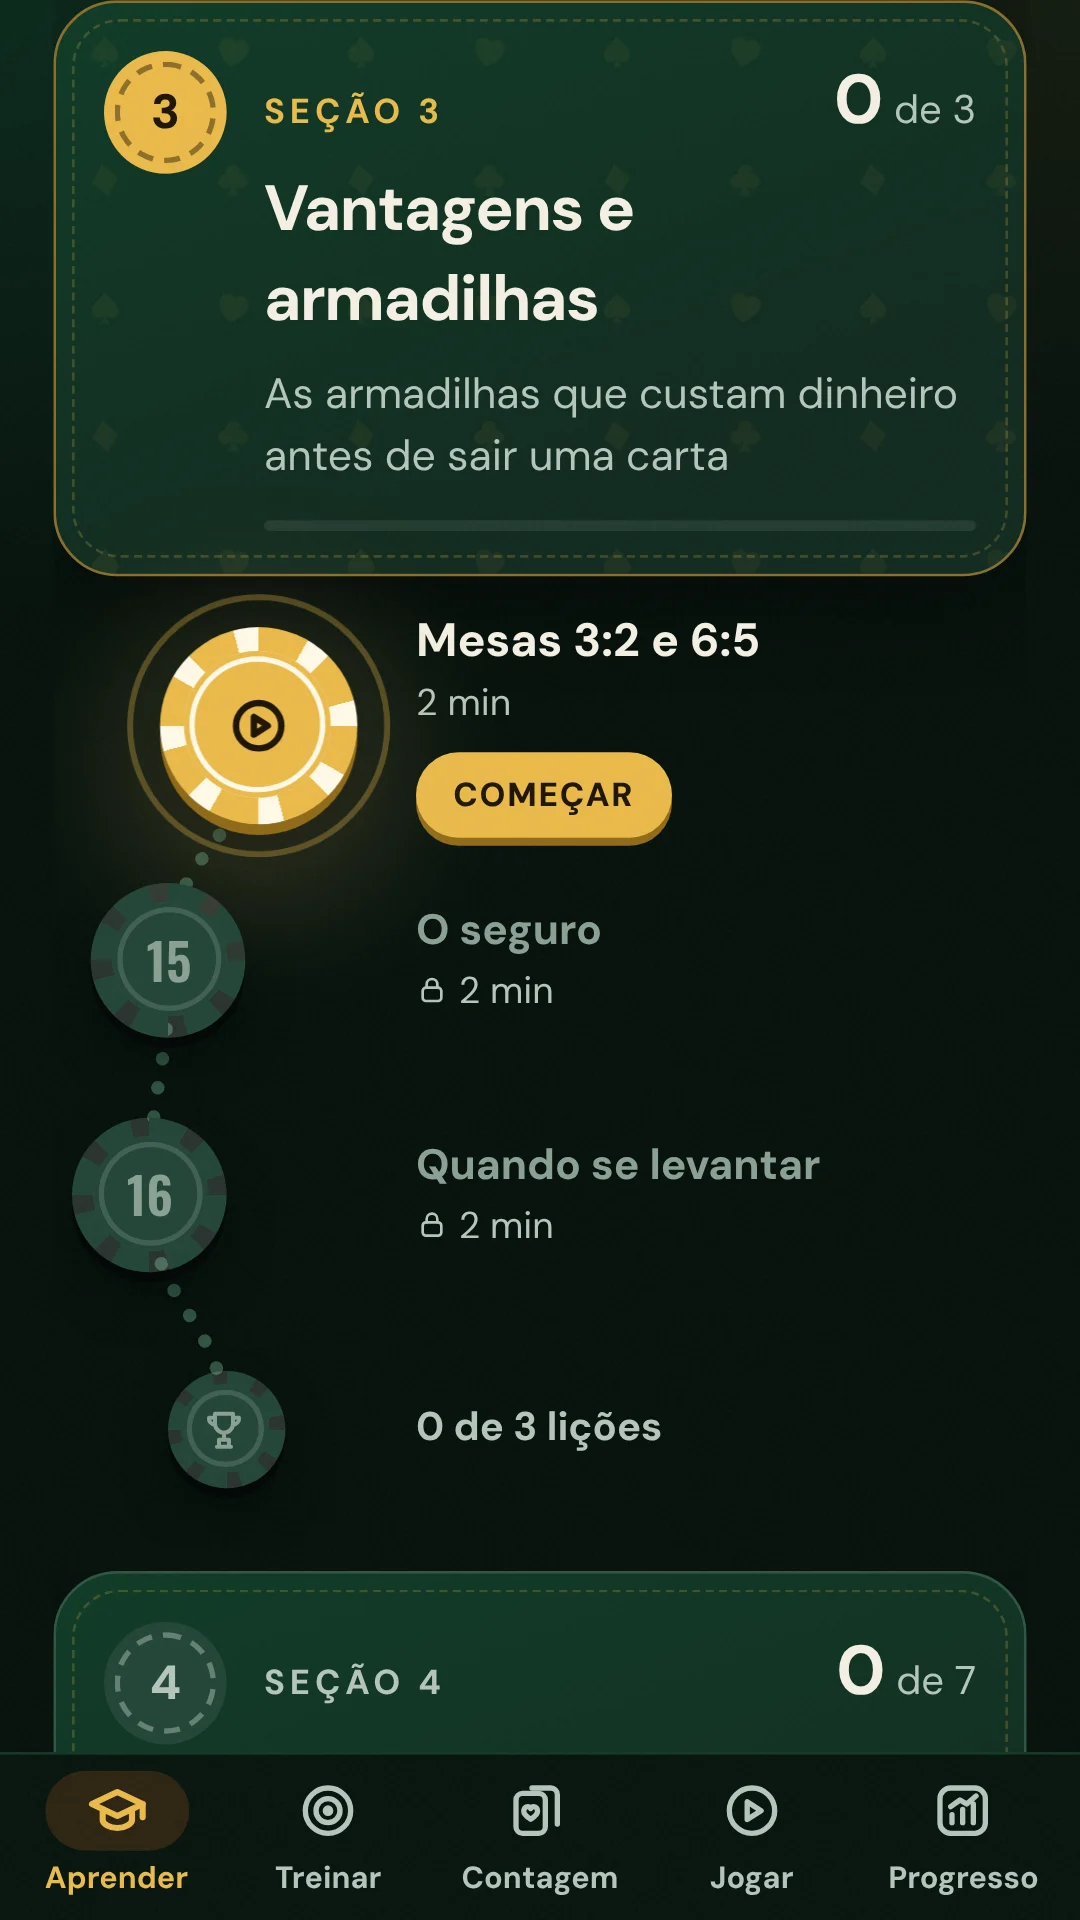 3
SEÇÃO 3
0 de 3
Vantagens e
armadilhas
As armadilhas que custam dinheiro
antes de sair uma carta
Mesas 3:2 e 6:5
2 min
COMEÇAR
15
O seguro
2 min
16
Quando se levantar
2 min
0 de 3 lições
4
SEÇÃO 4
0 de 7
Aprender
Treinar
Contagem
Jogar
Progresso